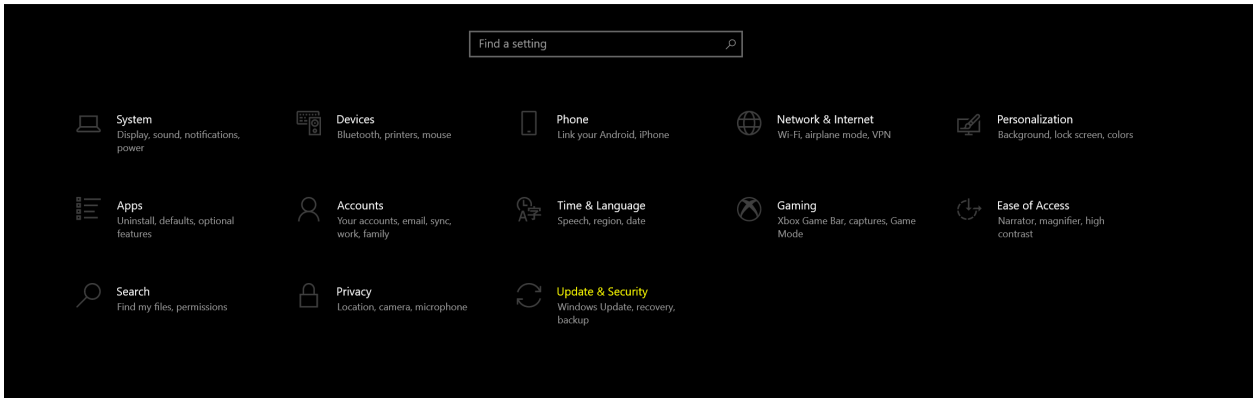 Find a setting
System
Display, sound, notifications,
power
Devices
Bluetooth, printers, mouse
Phone
Link your Android, iPhone
Network & Internet
Wi-Fi, airplane mode, VPN
Personalization
Background, lock screen, colors
Apps
Uninstall, defaults, optional
features
Accounts
Your accounts, email, sync,
work, family
Time & Language
Speech, region, date
Gaming
Xbox Game Bar, captures, Game
Mode
Ease of Access
Narrator, magnifier, high
contrast
Search
Find my files, permissions
Privacy
Location, camera, microphone
Update & Security
Windows Update, recovery,
backup